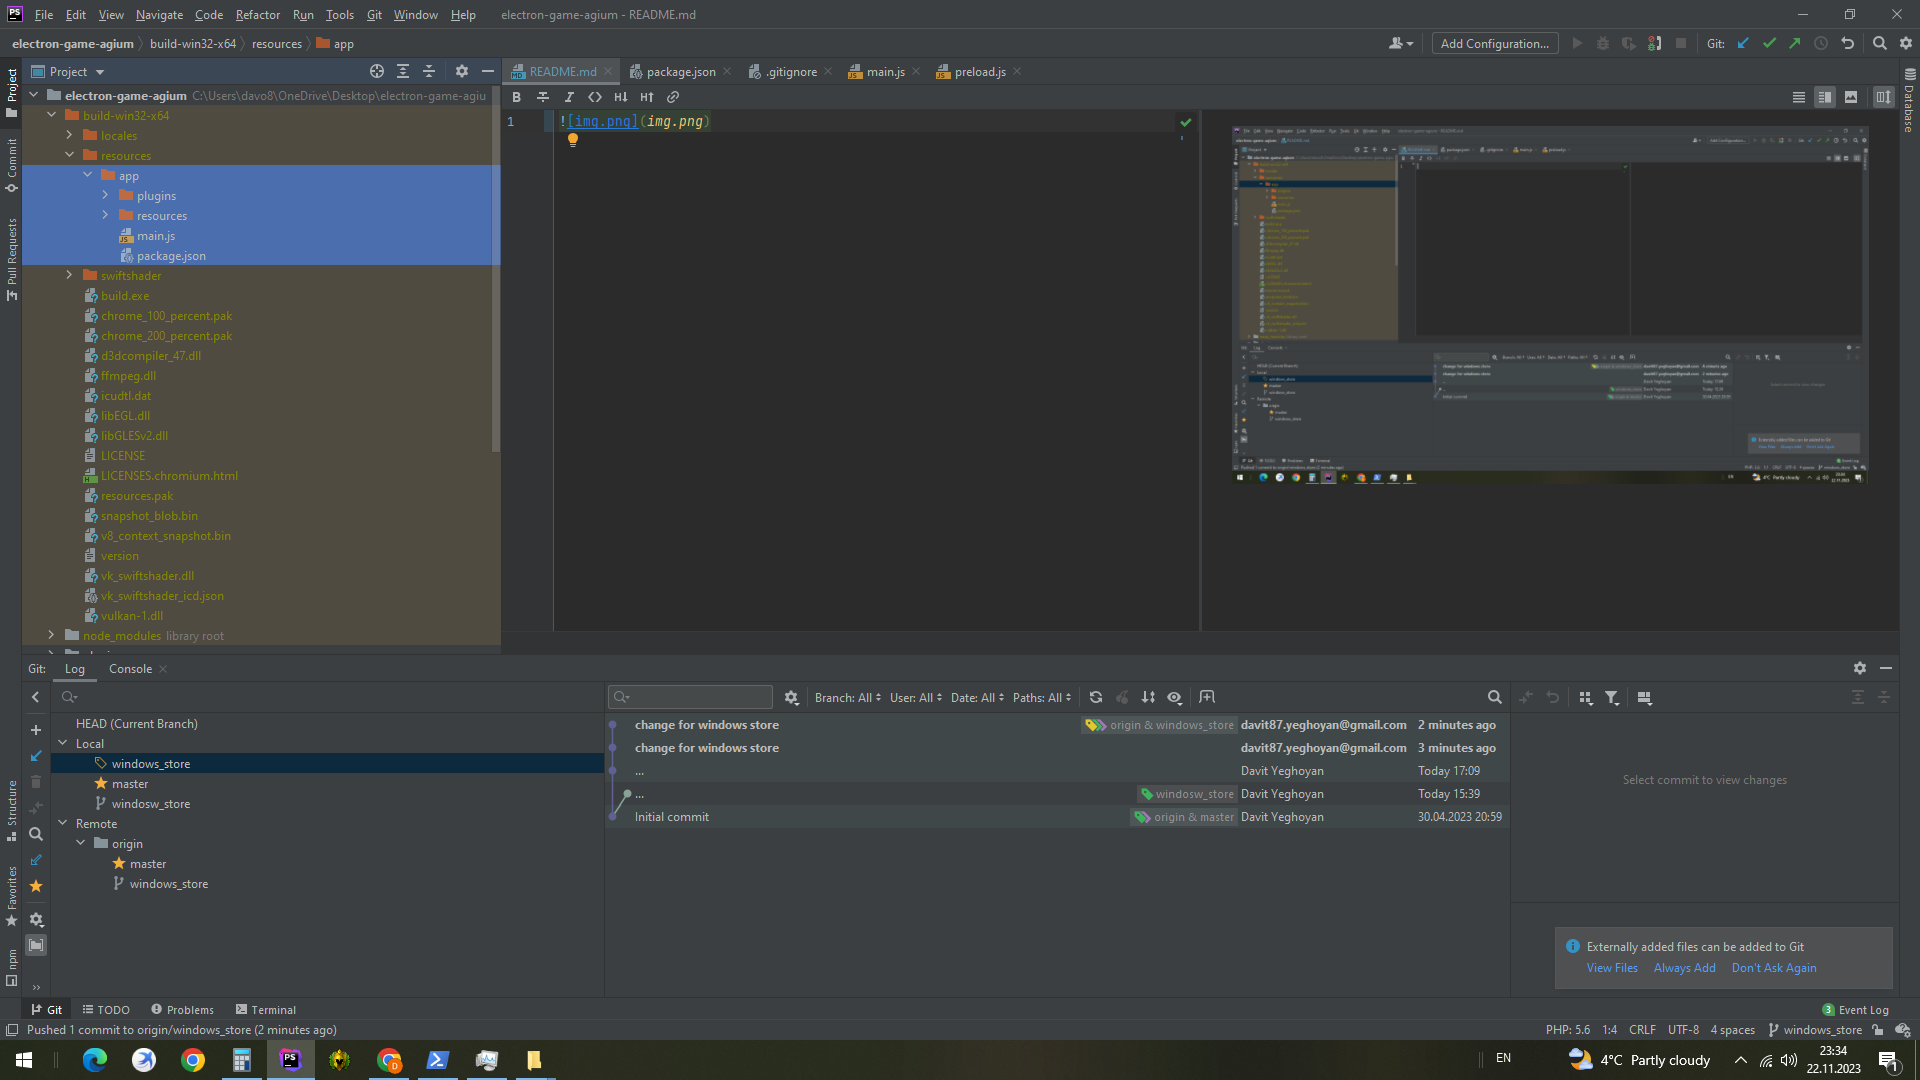 File Edit View Navigate Code Refactor Run Tools Git Window Help electron-game-agium - README.md
electron-game-agium build-win32-x64 resources app Add Configuration... Git:
Project
README.md package.json .gitignore main.js preload.js
electron-game-agium C:\Users\davo8\OneDrive\Desktop\electron-game-agiu
build-win32-x64
locales
resources
app
plugins
resources
main.js
package.json
swiftshader
build.exe
chrome_100_percent.pak
chrome_200_percent.pak
d3dcompiler_47.dll
ffmpeg.dll
icudtl.dat
libEGL.dll
libGLESv2.dll
LICENSE
LICENSES.chromium.html
resources.pak
snapshot_blob.bin
v8_context_snapshot.bin
version
vk_swiftshader.dll
vk_swiftshader_icd.json
vulkan-1.dll
node_modules library root
1 ![img.png](img.png)
Project
Commit
Pull Requests
Structure
Favorites
npm
Database
Git: Log Console
Branch: All User: All Date: All Paths: All
HEAD (Current Branch)
Local
windows_store
master
windosw_store
Remote
origin
master
windows_store
change for windows store origin & windows_store davit87.yeghoyan@gmail.com 2 minutes ago
change for windows store davit87.yeghoyan@gmail.com 3 minutes ago
... Davit Yeghoyan Today 17:09
... windosw_store Davit Yeghoyan Today 15:39
Initial commit origin & master Davit Yeghoyan 30.04.2023 20:59
Select commit to view changes
Externally added files can be added to Git
View Files Always Add Don't Ask Again
Git TODO Problems Terminal 3 Event Log
Pushed 1 commit to origin/windows_store (2 minutes ago) PHP: 5.6 1:4 CRLF UTF-8 4 spaces windows_store
EN 4°C Partly cloudy 23:34
22.11.2023
1